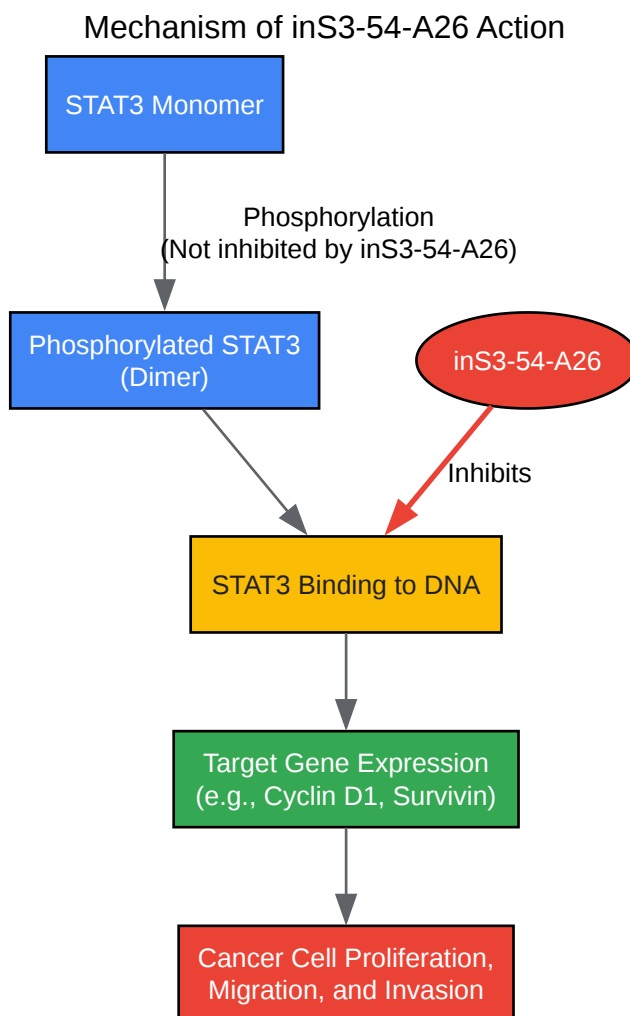 Mechanism of inS3-54-A26 Action
STAT3 Monomer
Phosphorylation
(Not inhibited by inS3-54-A26)
Phosphorylated STAT3
(Dimer)
inS3-54-A26
Inhibits
STAT3 Binding to DNA
Target Gene Expression
(e.g., Cyclin D1, Survivin)
Cancer Cell Proliferation,
Migration, and Invasion